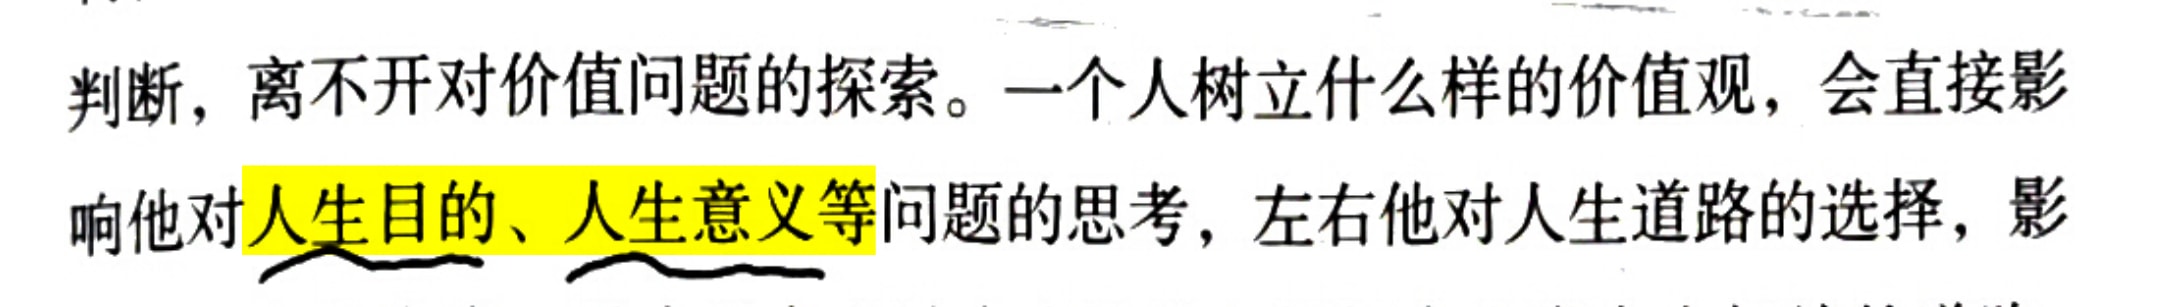 判断，离不开对价值问题的探索。一个人树立什么样的价值观，会直接影
响他对人生目的、人生意义等问题的思考，左右他对人生道路的选择，影